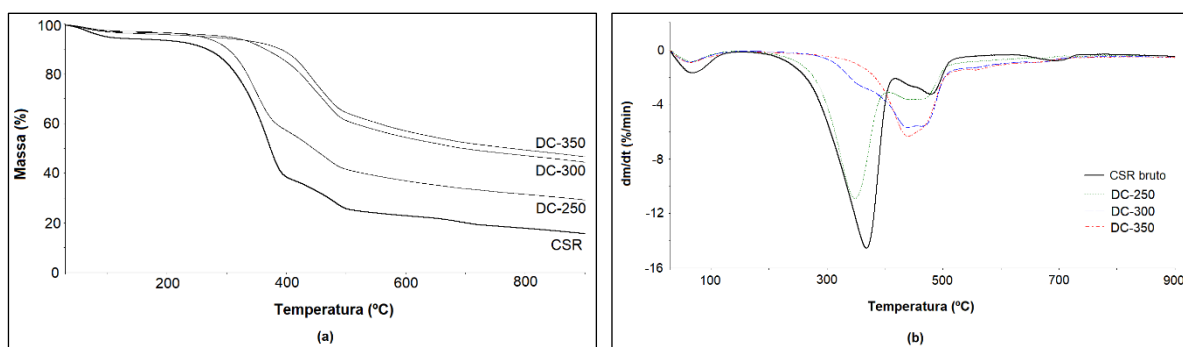 100
80
60
40
20
0
Massa (%)
200
400
600
800
Temperatura (ºC)
(a)
DC-350
DC-300
DC-250
CSR
0
-4
-8
-12
-16
dm/dt (%/min)
100
300
500
700
900
Temperatura (ºC)
(b)
CSR bruto
DC-250
DC-300
DC-350